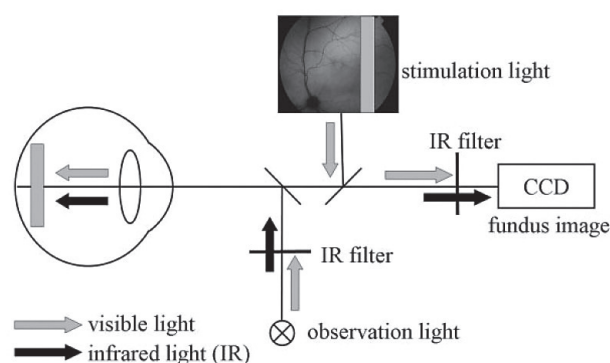 stimulation light
IR filter
CCD
fundus image
IR filter
observation light
visible light
infrared light (IR)